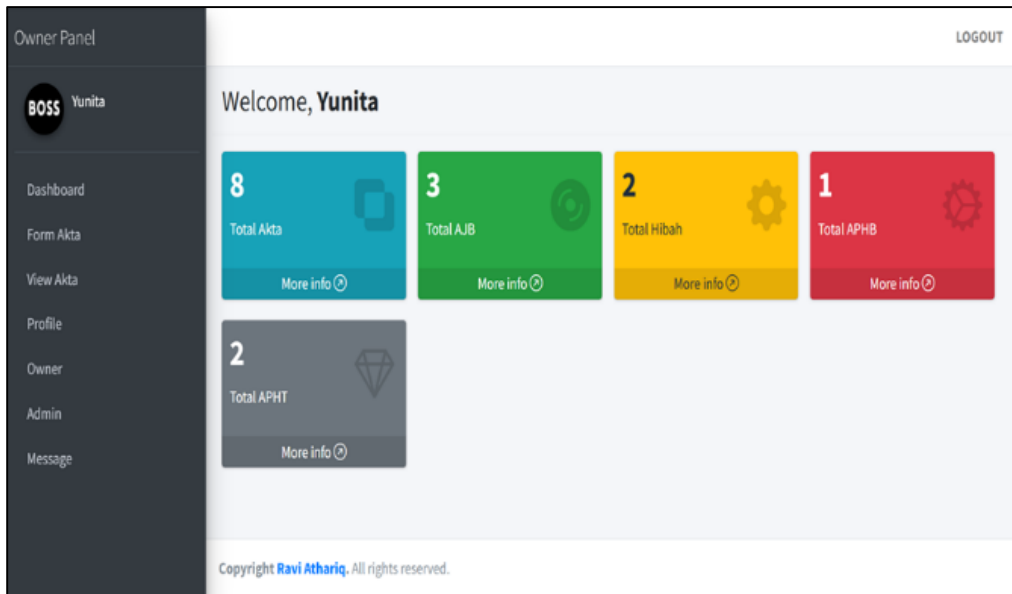 Owner Panel
LOGOUT
BOSS Yunita
Dashboard
Form Akta
View Akta
Profile
Owner
Admin
Message
Welcome, Yunita
8
Total Akta
More info
3
Total AJB
More info
2
Total Hibah
More info
1
Total APHB
More info
2
Total APHT
More info
Copyright Ravi Athariq. All rights reserved.